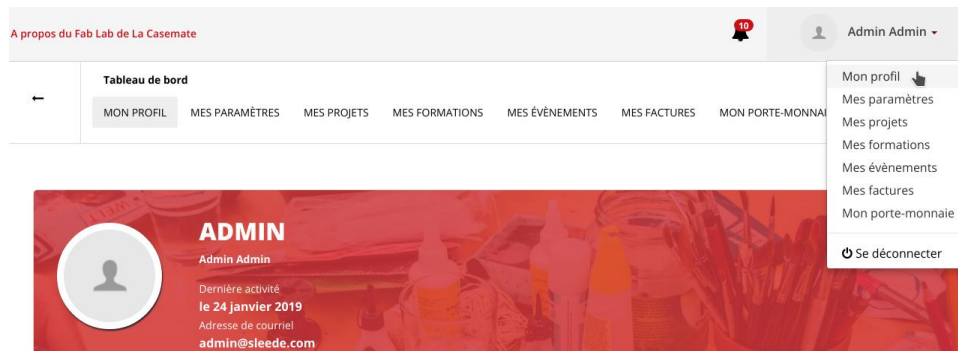 A propos du Fab Lab de La Casemate
10
Admin Admin
Tableau de bord
MON PROFIL MES PARAMÈTRES MES PROJETS MES FORMATIONS MES ÉVÈNEMENTS MES FACTURES MON PORTE-MONNAI
Mon profil
Mes paramètres
Mes projets
Mes formations
Mes évènements
Mes factures
Mon porte-monnaie
Se déconnecter
ADMIN
Admin Admin
Dernière activité
le 24 janvier 2019
Adresse de courriel
admin@sleede.com